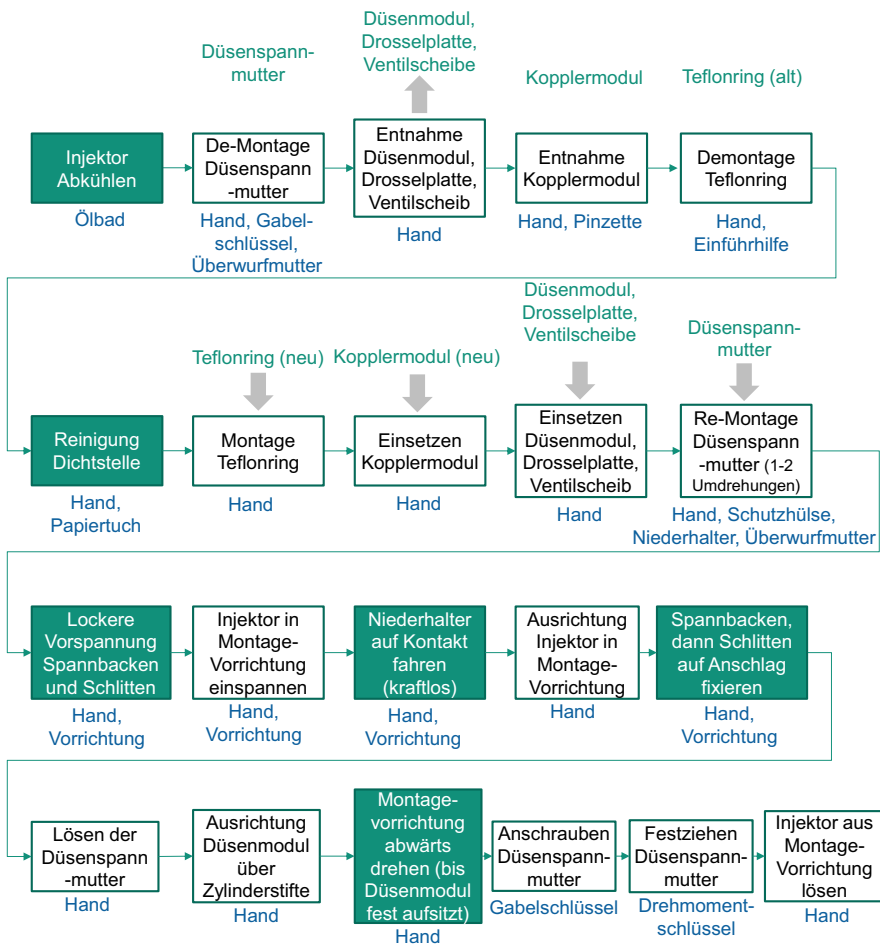 Düsenspann-
mutter
Düsenmodul,
Drosselplatte,
Ventilscheibe
Kopplermodul
Teflonring (alt)
Injektor
Abkühlen
Ölbad
De-Montage
Düsenspann
-mutter
Hand, Gabel-
schlüssel,
Überwurfmutter
Entnahme
Düsenmodul,
Drosselplatte,
Ventilscheib
Hand
Entnahme
Kopplermodul
Hand, Pinzette
Demontage
Teflonring
Hand,
Einführhilfe
Teflonring (neu)
Kopplermodul (neu)
Düsenmodul,
Drosselplatte,
Ventilscheibe
Düsenspann-
mutter
Reinigung
Dichtstelle
Hand,
Papiertuch
Montage
Teflonring
Hand
Einsetzen
Kopplermodul
Hand
Einsetzen
Düsenmodul,
Drosselplatte,
Ventilscheib
Hand
Re-Montage
Düsenspann
-mutter (1-2
Umdrehungen)
Hand, Schutzhülse,
Niederhalter, Überwurfmutter
Lockere
Vorspannung
Spannbacken
und Schlitten
Hand,
Vorrichtung
Injektor in
Montage-
Vorrichtung
einspannen
Hand,
Vorrichtung
Niederhalter
auf Kontakt
fahren
(kraftlos)
Hand,
Vorrichtung
Ausrichtung
Injektor in
Montage-
Vorrichtung
Hand
Spannbacken,
dann Schlitten
auf Anschlag
fixieren
Hand,
Vorrichtung
Lösen der
Düsenspann
-mutter
Hand
Ausrichtung
Düsenmodul
über
Zylinderstifte
Hand
Montage-
vorrichtung
abwärts
drehen (bis
Düsenmodul
fest aufsitzt)
Hand
Anschrauben
Düsenspann-
mutter
Gabelschlüssel
Festziehen
Düsenspann-
mutter
Drehmoment-
schlüssel
Injektor aus
Montage-
Vorrichtung
lösen
Hand